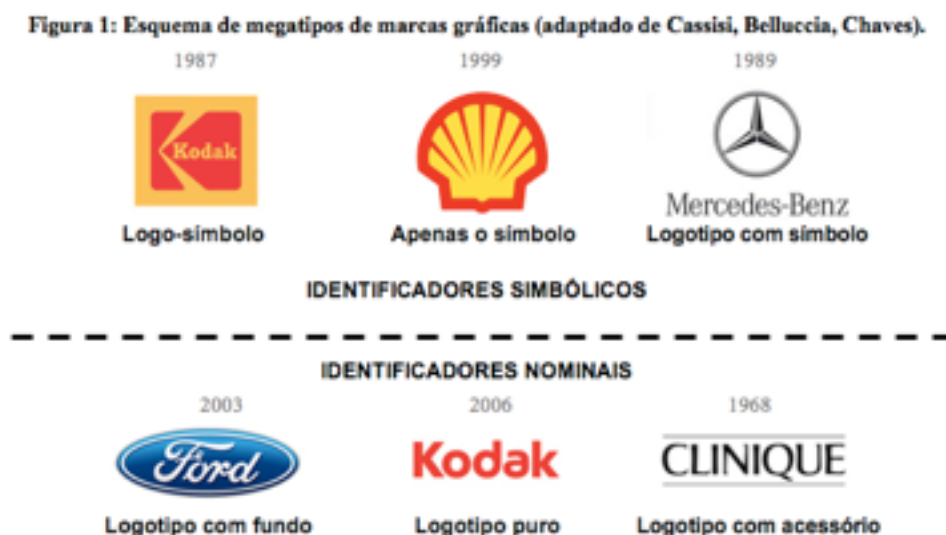 Figura 1: Esquema de megatipos de marcas gráficas (adaptado de Cassisi, Belluccia, Chaves).
1987 1999 1989
Kodak
Mercedes-Benz
Logo-símbolo Apenas o símbolo Logotipo com símbolo
IDENTIFICADORES SIMBÓLICOS
IDENTIFICADORES NOMINAIS
2003 2006 1968
Ford Kodak CLINIQUE
Logotipo com fundo Logotipo puro Logotipo com acessório